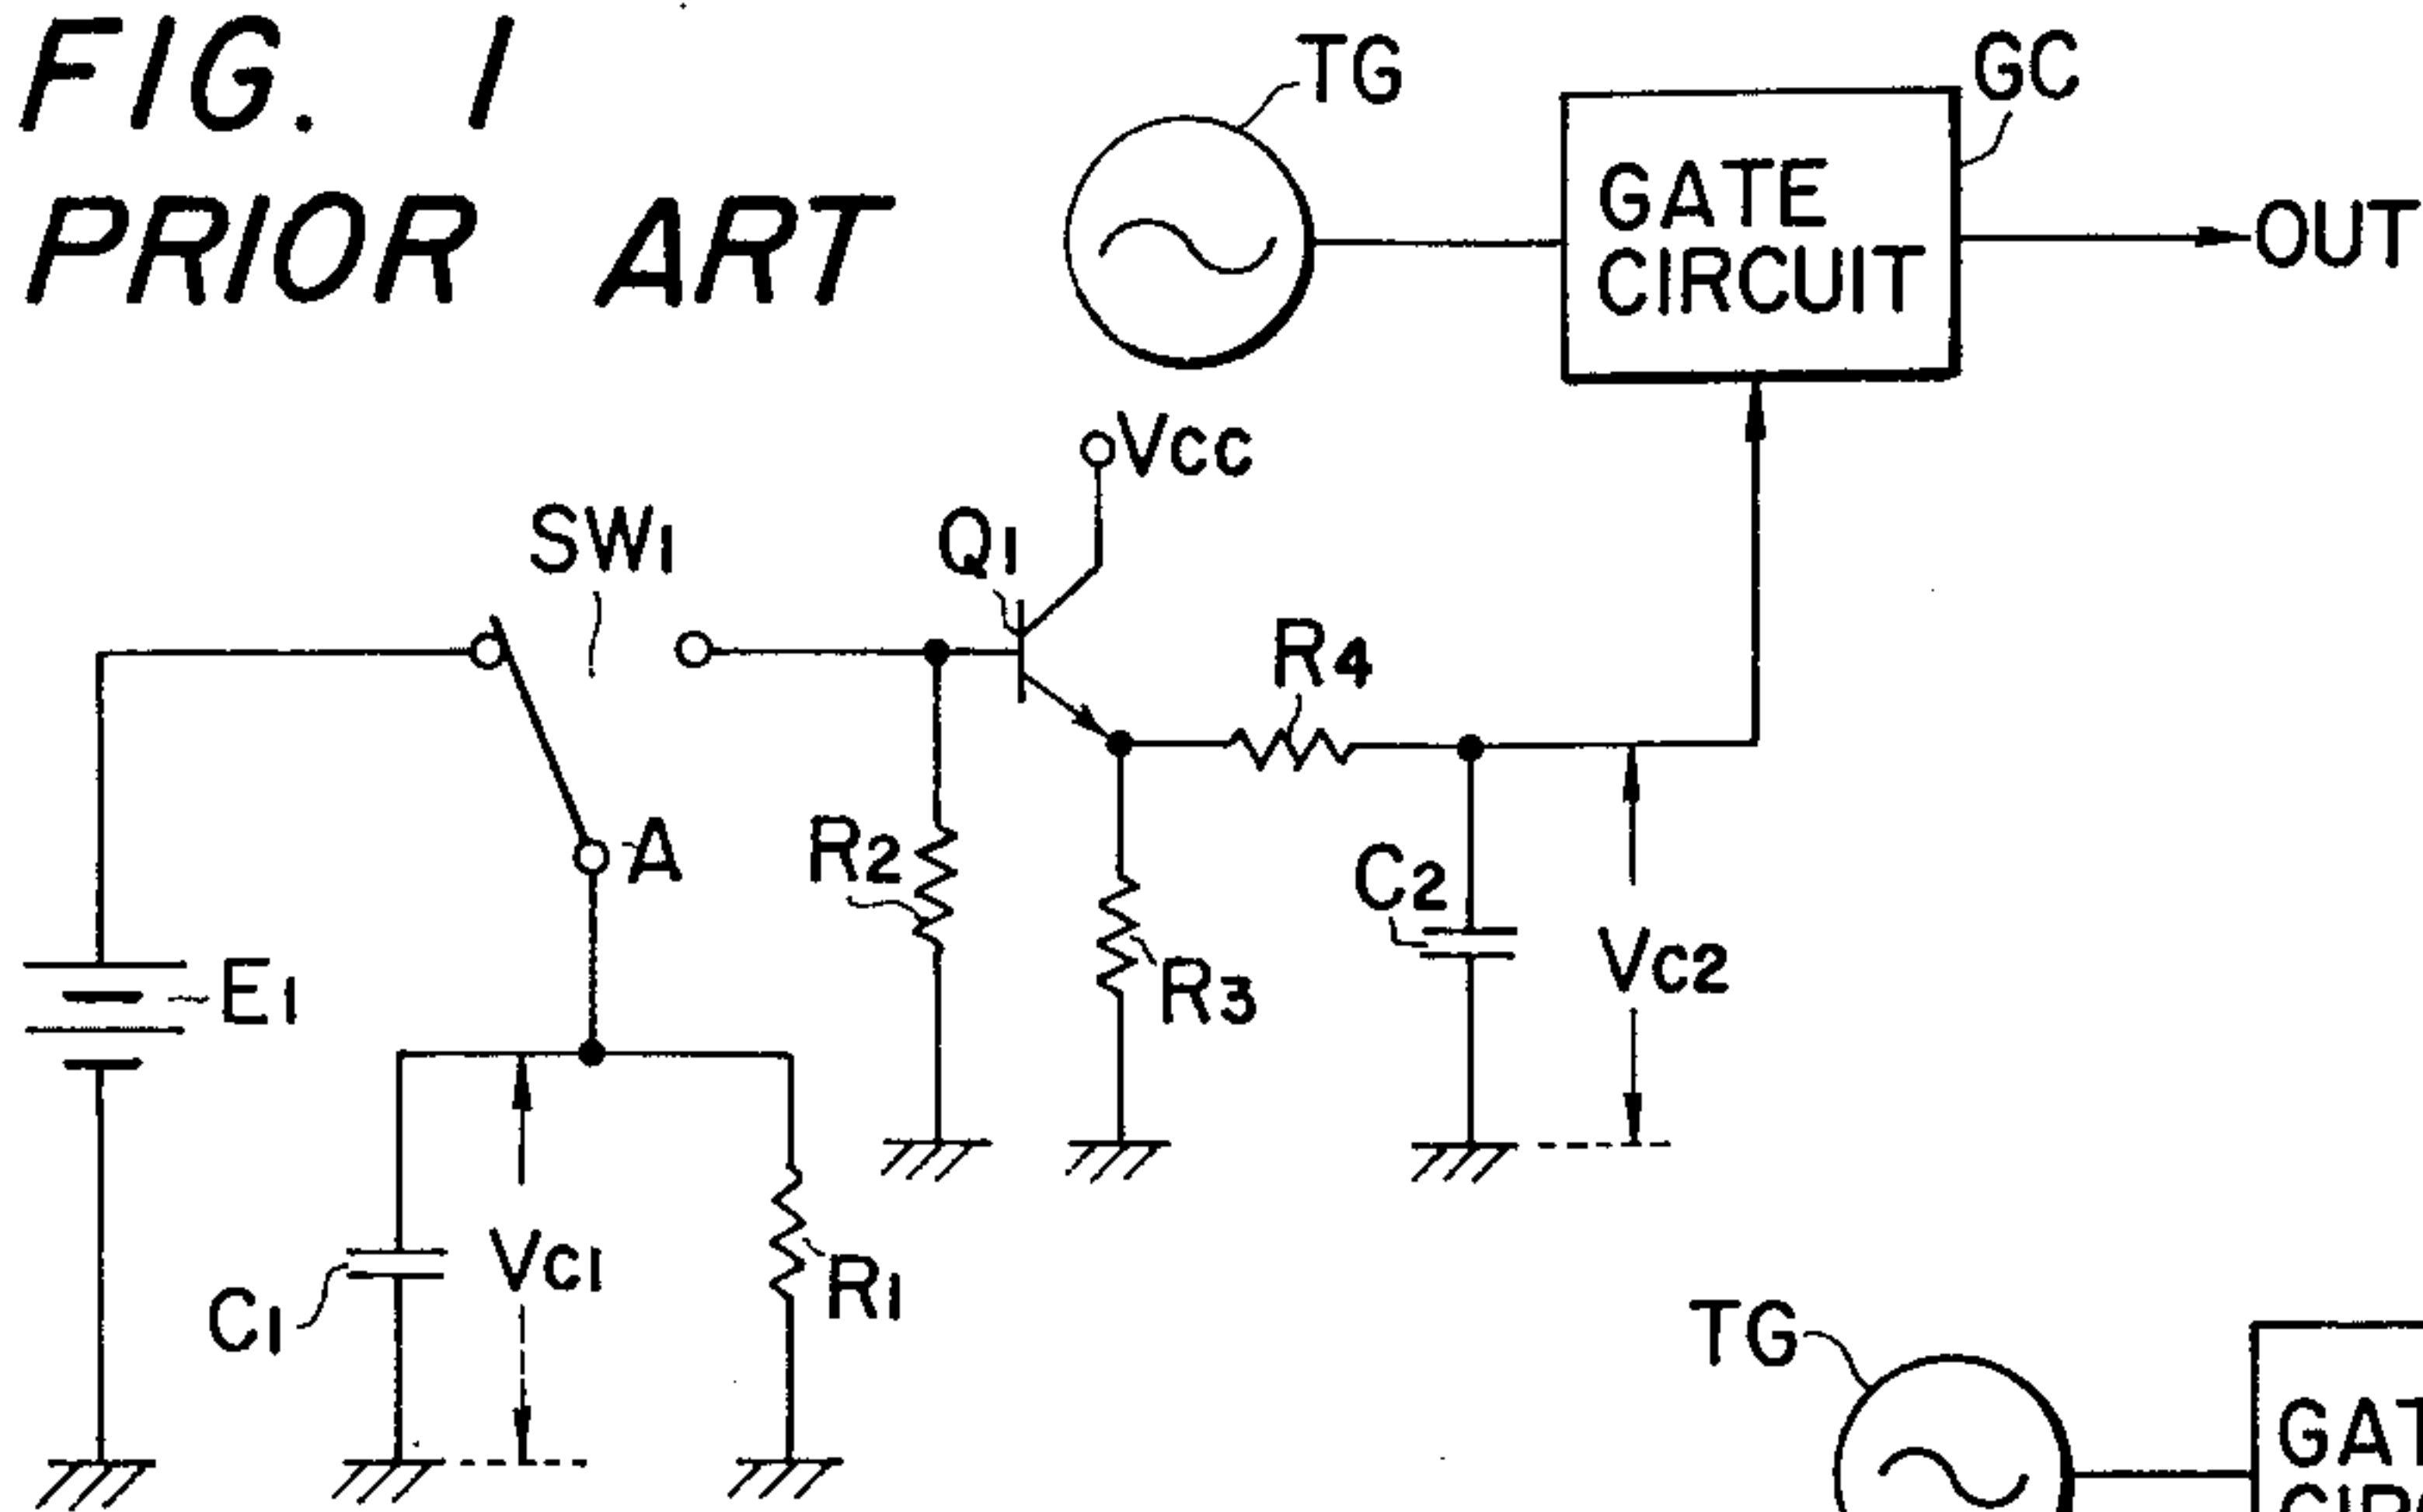 FIG. 1
PRIOR ART
TG
GC
GATE
CIRCUIT
OUT
VCC
SW1
Q1
R4
A
R2
C2
E1
R3
VC2
VC1
C1
R1
TG
GAT